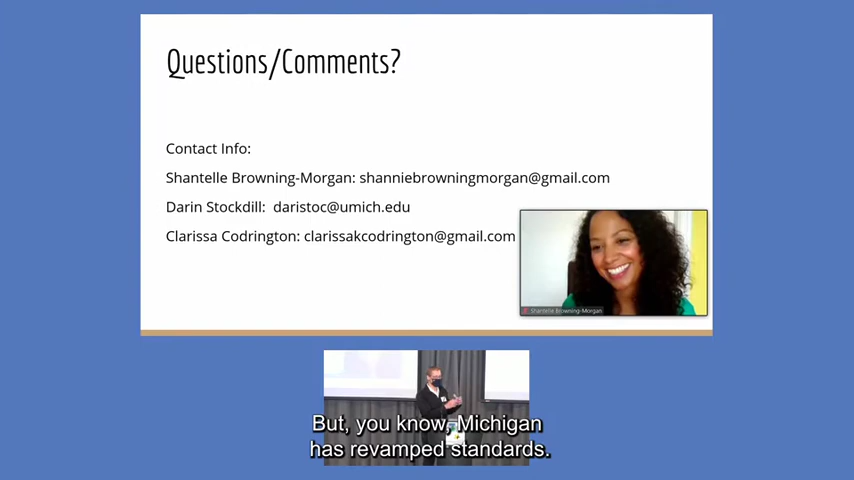 Questions/Comments?
Contact Info:
Shantelle Browning-Morgan: shanniebrowningmorgan@gmail.com
Darin Stockdill: daristoc@umich.edu
Clarissa Codrington: clarissakcodrington@gmail.com
Shantelle Browning-Morgan
But, you know, Michigan
has revamped standards.